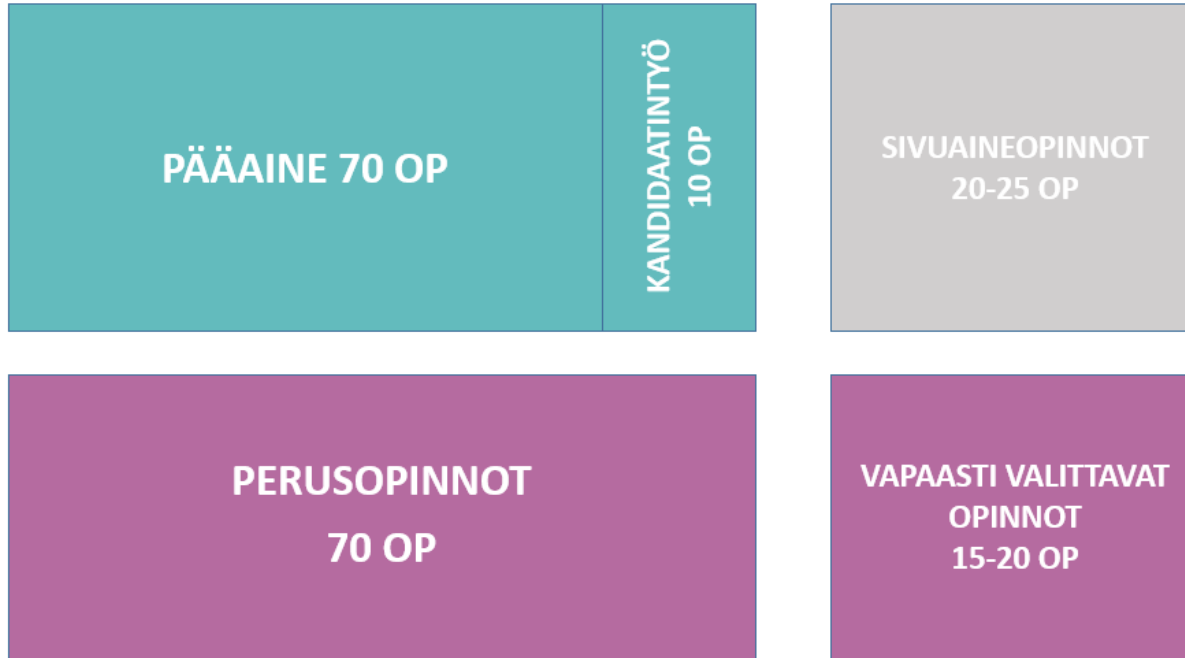 PÄÄAINE 70 OP
KANDIDAATINTYÖ
10 OP
SIVUAINEOPINNOT
20-25 OP
PERUSOPINNOT
70 OP
VAPAASTI VALITTAVAT
OPINNOT
15-20 OP